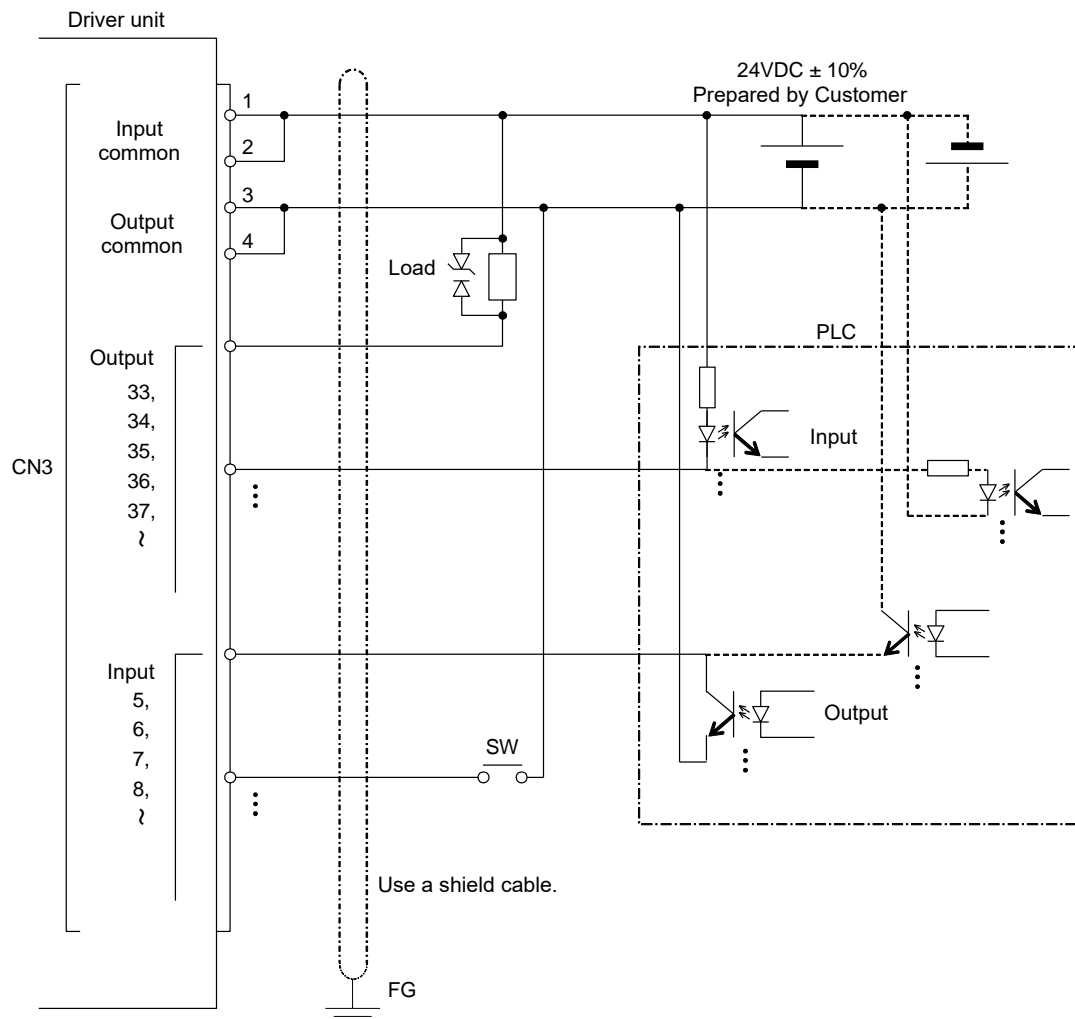 Driver unit
24VDC ± 10%
Prepared by Customer
1
Input
common
2
3
Output
common
4
Load
PLC
Output
33,
34,
35,
36,
37,
~
Input
CN3
Input
5,
6,
7,
8,
~
Output
SW
Use a shield cable.
FG